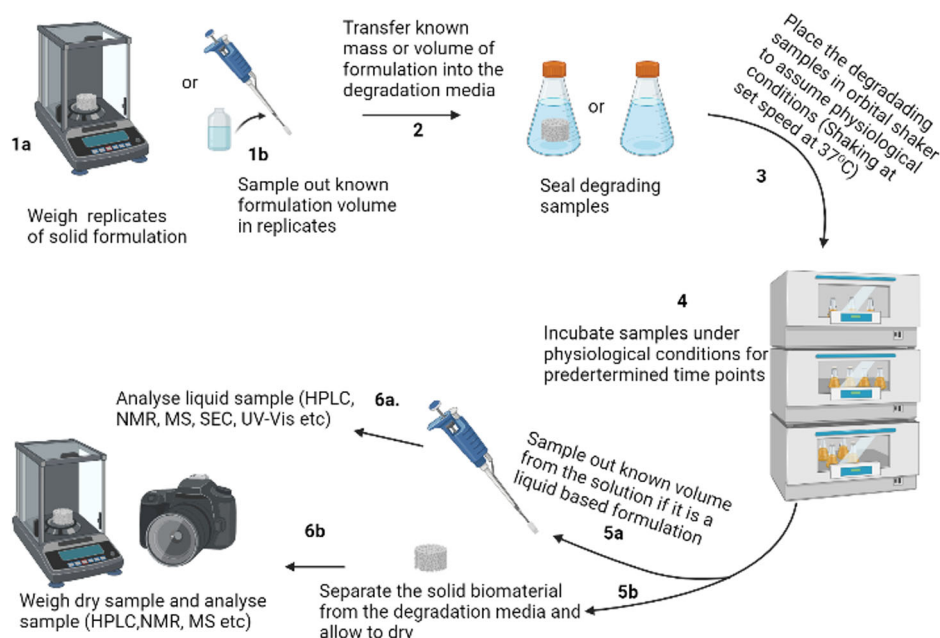 1a
Weigh replicates
of solid formulation
or
1b
Sample out known
formulation volume
in replicates
Transfer known
mass or volume of
formulation into the
degradation media
2
or
Seal degrading
samples
Place the degradading
samples in orbital shaker
to assume physiological
conditions (Shaking at
set speed at 37⁰C)
3
4
Incubate samples under
physiological conditions for
predertermined time points
Sample out known volume
from the solution if it is a
liquid based formulation
5a
5b
Separate the solid biomaterial
from the degradation media and
allow to dry
6a.
Analyse liquid sample (HPLC,
NMR, MS, SEC, UV-Vis etc)
6b
Weigh dry sample and analyse
sample (HPLC,NMR, MS etc)